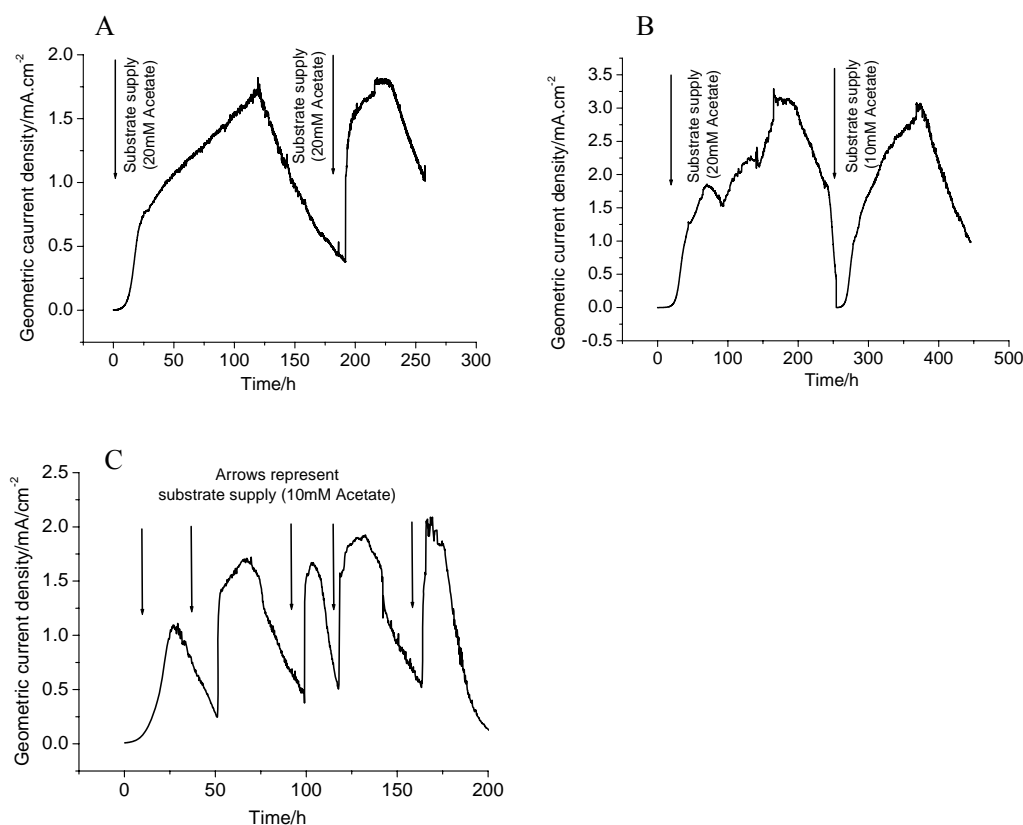 A
Geometric caurrent density/mA.cm-2
2.0
1.5
1.0
0.5
0.0
Substrate supply
(20mM Acetate)
Substrate supply
(20mM Acetate)
0 50 100 150 200 250 300
Time/h
B
Geometric current density/mA.cm-2
3.5
3.0
2.5
2.0
1.5
1.0
0.5
0.0
-0.5
Substrate supply
(20mM Acetate)
Substrate supply
(10mM Acetate)
0 100 200 300 400 500
Time/h
C
Arrows represent
substrate supply (10mM Acetate)
Geometric current density/mA/cm-2
2.5
2.0
1.5
1.0
0.5
0.0
0 50 100 150 200
Time/h